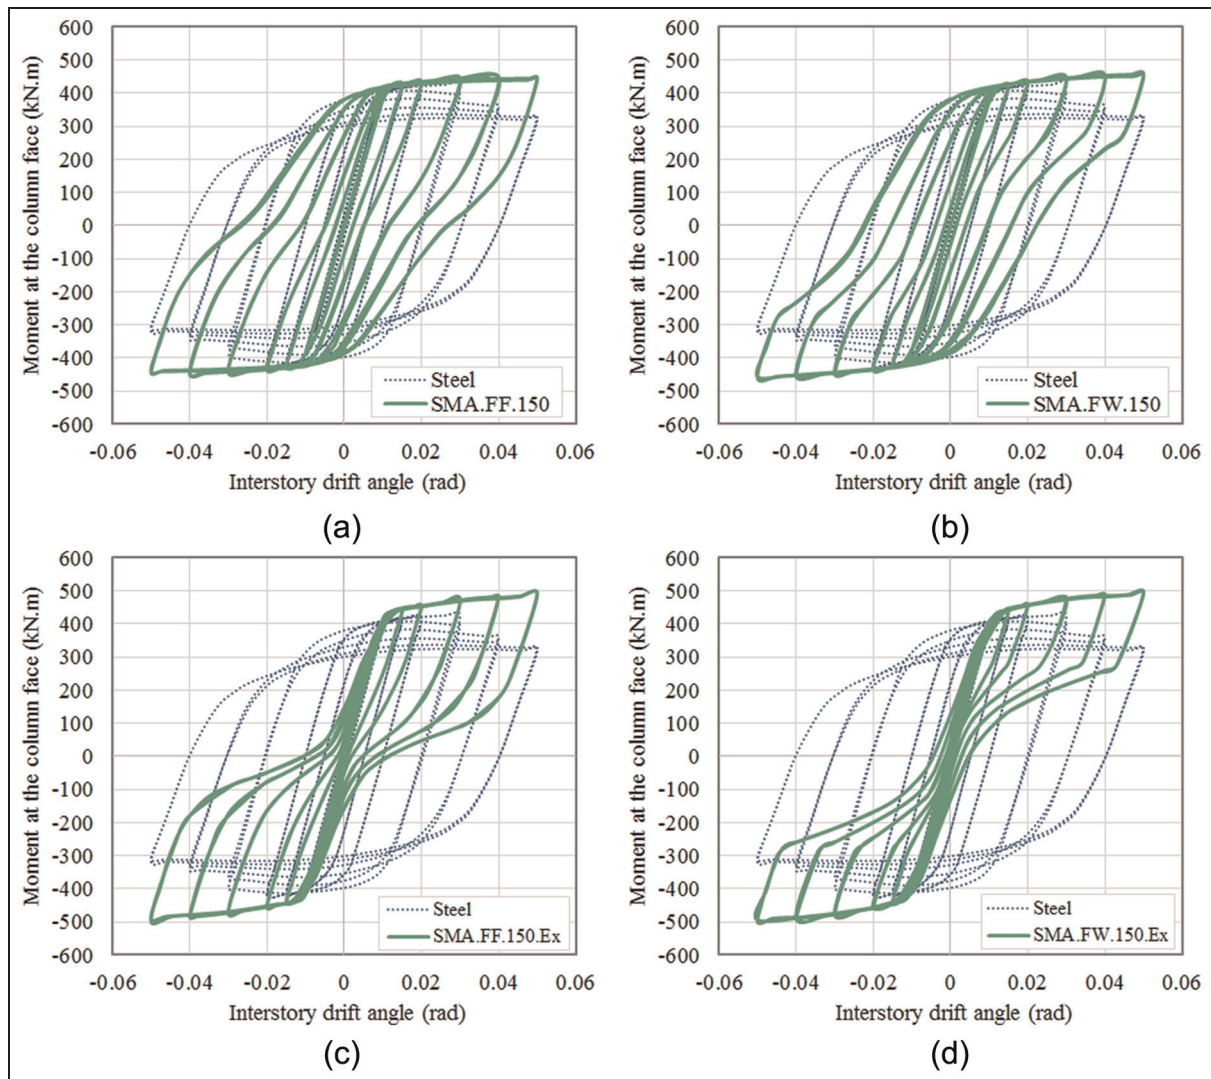 600
500
400
300
200
100
0
-100
-200
-300
-400
-500
-600
Moment at the column face (kN.m)
-0.06 -0.04 -0.02 0 0.02 0.04 0.06
Interstory drift angle (rad)
Steel
SMA.FF.150
(a)
600
500
400
300
200
100
0
-100
-200
-300
-400
-500
-600
Moment at the column face (kN.m)
-0.06 -0.04 -0.02 0 0.02 0.04 0.06
Interstory drift angle (rad)
Steel
SMA.FW.150
(b)
600
500
400
300
200
100
0
-100
-200
-300
-400
-500
-600
Moment at the column face (kN.m)
-0.06 -0.04 -0.02 0 0.02 0.04 0.06
Interstory drift angle (rad)
Steel
SMA.FF.150.Ex
(c)
600
500
400
300
200
100
0
-100
-200
-300
-400
-500
-600
Moment at the column face (kN.m)
-0.06 -0.04 -0.02 0 0.02 0.04 0.06
Interstory drift angle (rad)
Steel
SMA.FW.150.Ex
(d)